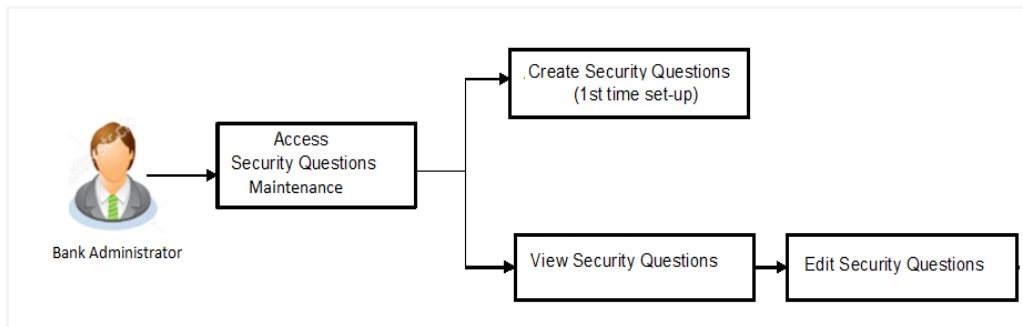 Create Security Questions
(1st time set-up)
Access
Security Questions
Maintenance
Bank Administrator
View Security Questions
Edit Security Questions